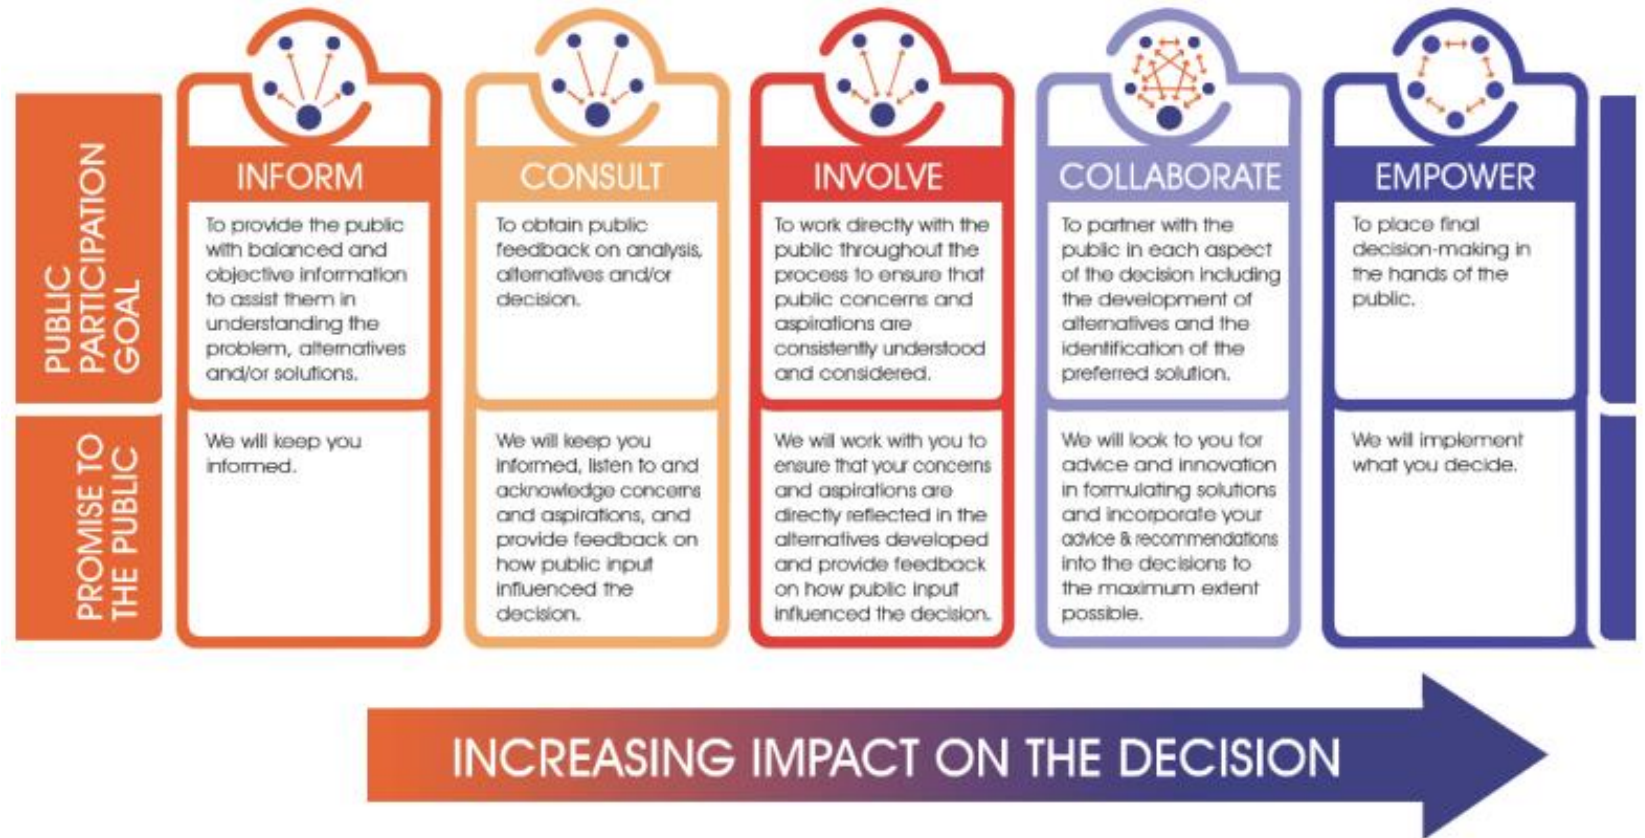 PUBLIC
PARTICIPATION
GOAL
INFORM
To provide the public
with balanced and
objective information
to assist them in
understanding the
problem, alternatives
and/or solutions.
CONSULT
To obtain public
feedback on analysis,
alternatives and/or
decision.
INVOLVE
To work directly with the
public throughout the
process to ensure that
public concerns and
aspirations are
consistently understood
and considered.
COLLABORATE
To partner with the
public in each aspect
of the decision including
the development of
alternatives and the
identification of the
preferred solution.
EMPOWER
To place final
decision-making in
the hands of the
public.
PROMISE TO
THE PUBLIC
We will keep you
informed.
We will keep you
informed, listen to and
acknowledge concerns
and aspirations, and
provide feedback on
how public input
influenced the
decision.
We will work with you to
ensure that your concerns
and aspirations are
directly reflected in the
alternatives developed
and provide feedback
on how public input
influenced the decision.
We will look to you for
advice and innovation
in formulating solutions
and incorporate your
advice & recommendations
into the decisions to
the maximum extent
possible.
We will implement
what you decide.
INCREASING IMPACT ON THE DECISION